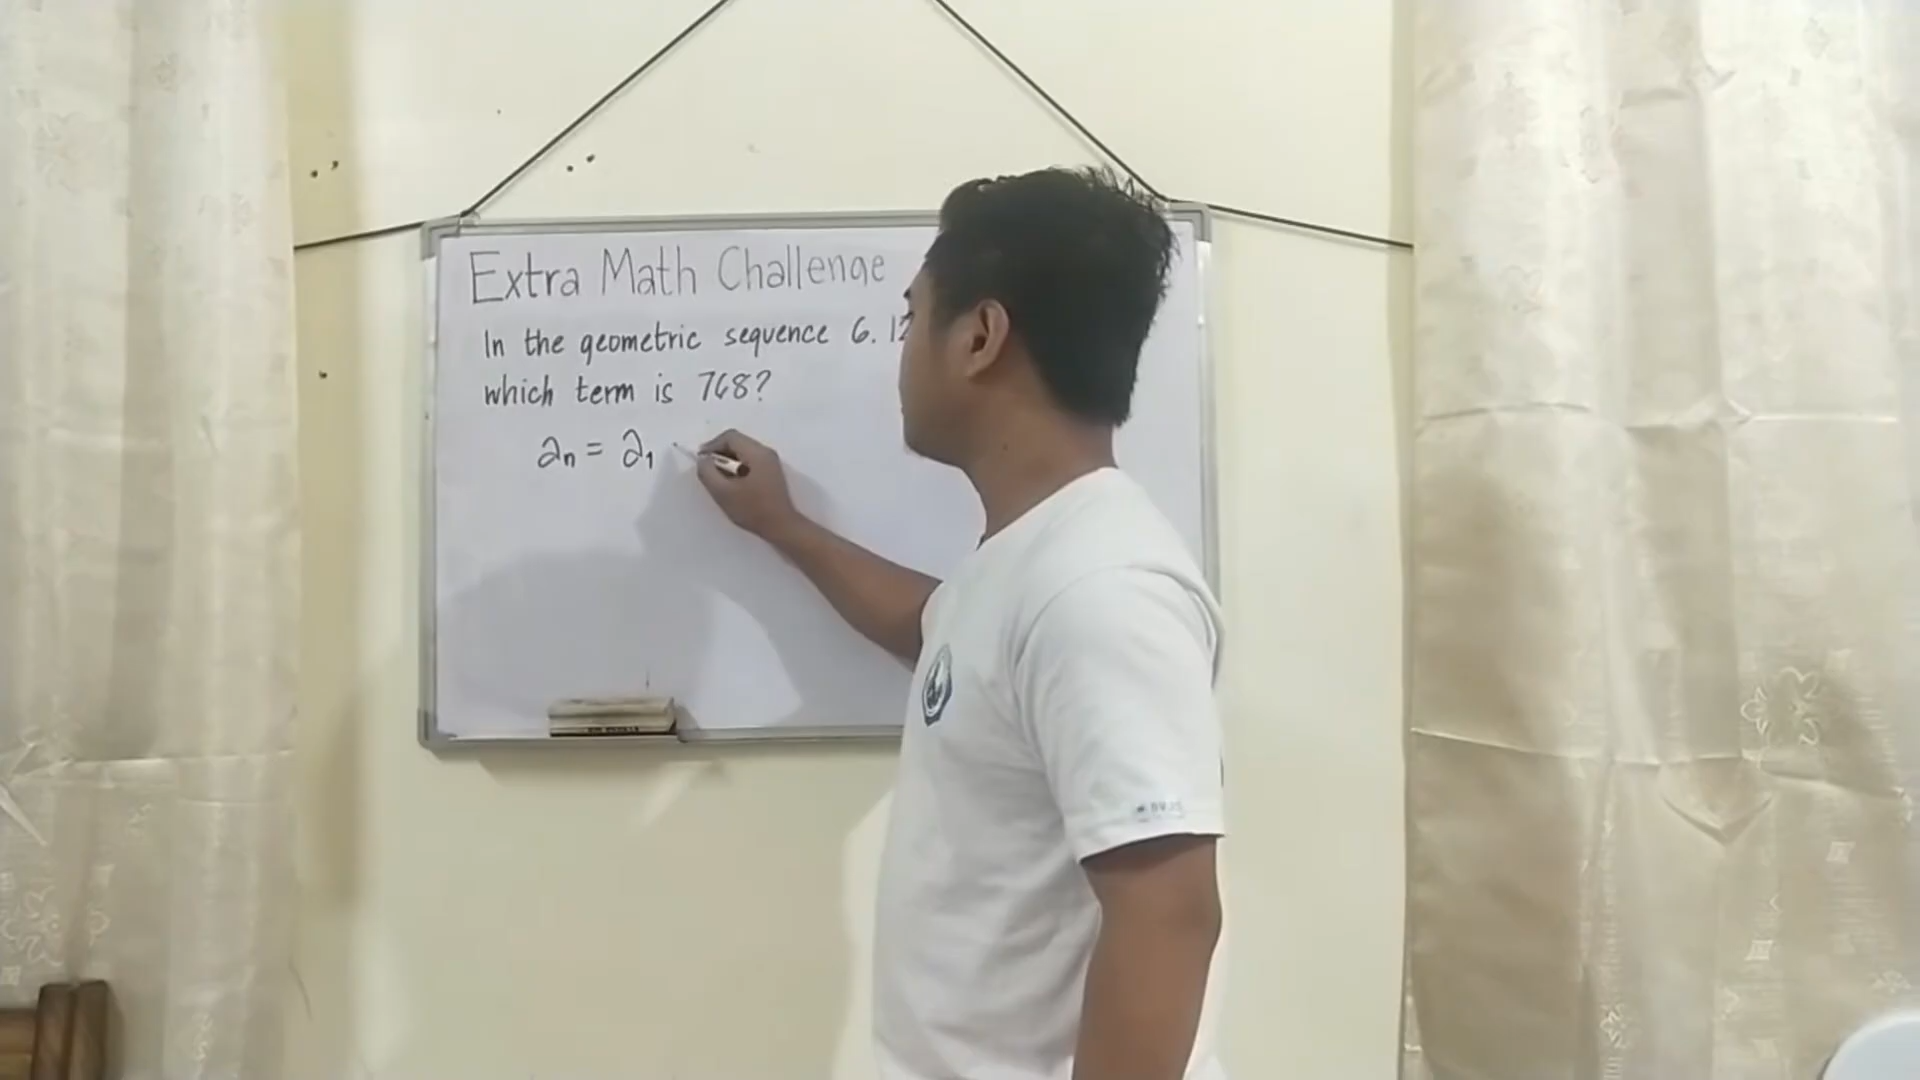 Extra Math Challenge
In the geometric sequence 6. 12
which term is 768?
an = a1